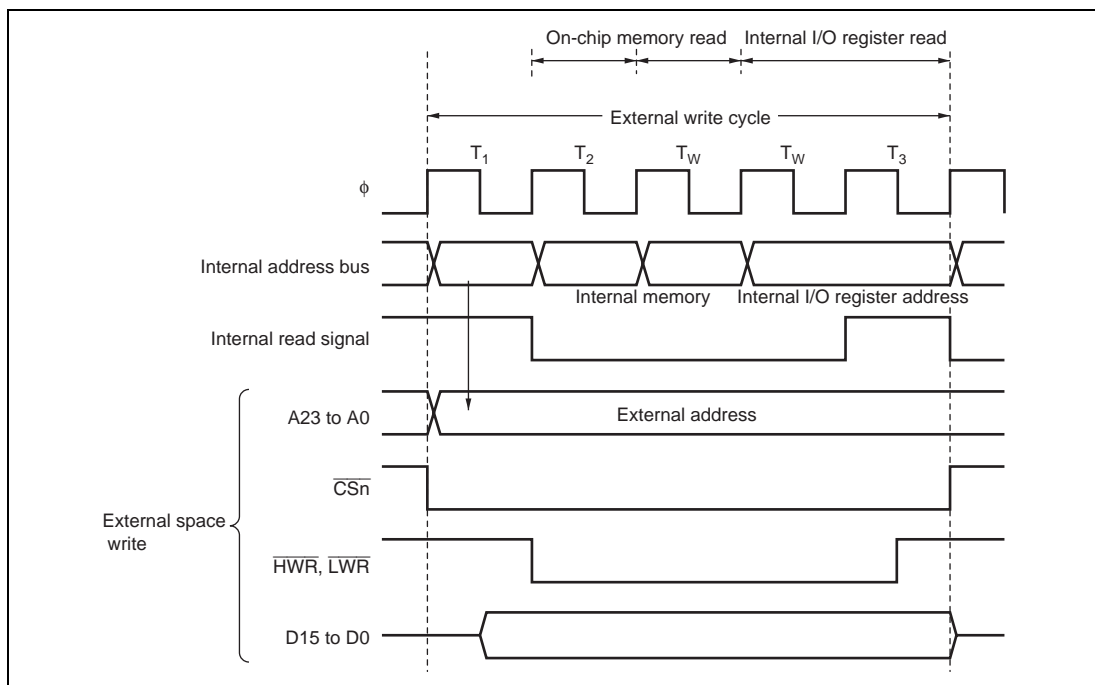 On-chip memory read Internal I/O register read
External write cycle
T1 T2 TW TW T3
ϕ
Internal address bus
Internal memory Internal I/O register address
Internal read signal
A23 to A0 External address
CSn
External space
write
HWR, LWR
D15 to D0